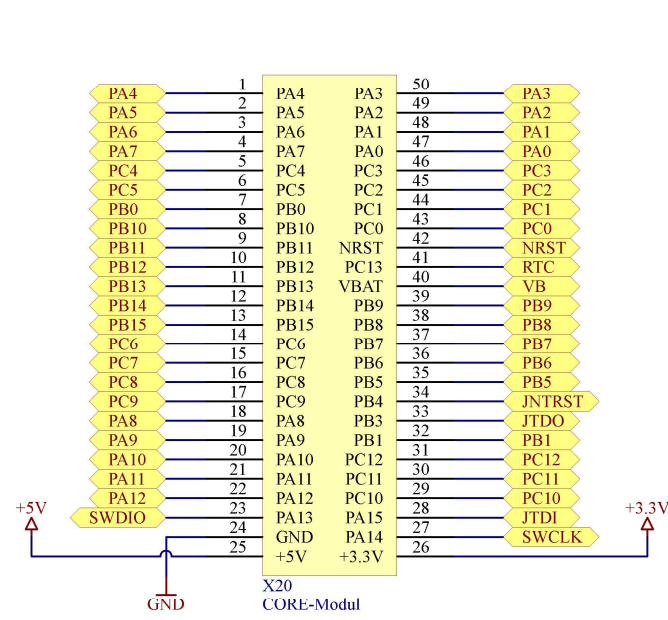 PA4 1 PA4 PA3 50 PA3
PA5 2 PA5 PA2 49 PA2
PA6 3 PA6 PA1 48 PA1
PA7 4 PA7 PA0 47 PA0
PC4 5 PC4 PC3 46 PC3
PC5 6 PC5 PC2 45 PC2
PB0 7 PB0 PC1 44 PC1
PB10 8 PB10 PC0 43 PC0
PB11 9 PB11 NRST 42 NRST
PB12 10 PB12 PC13 41 RTC
PB13 11 PB13 VBAT 40 VB
PB14 12 PB14 PB9 39 PB9
PB15 13 PB15 PB8 38 PB8
PC6 14 PC6 PB7 37 PB7
PC7 15 PC7 PB6 36 PB6
PC8 16 PC8 PB5 35 PB5
PC9 17 PC9 PB4 34 JNTRST
PA8 18 PA8 PB3 33 JTDO
PA9 19 PA9 PB1 32 PB1
PA10 20 PA10 PC12 31 PC12
PA11 21 PA11 PC11 30 PC11
PA12 22 PA12 PC10 29 PC10
+5V +3.3V
SWDIO 23 PA13 PA15 28 JTDI
24 GND PA14 27 SWCLK
25 +5V +3.3V 26
X20
GND CORE-Modul